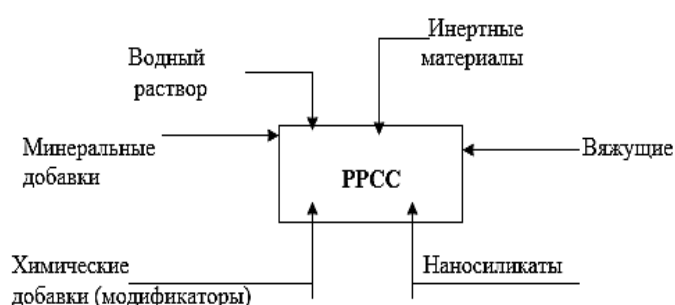 Инертные
материалы
Водный
раствор
Минеральные
добавки
РРСС
Вяжущие
Химические
добавки (модификаторы)
Наносиликаты